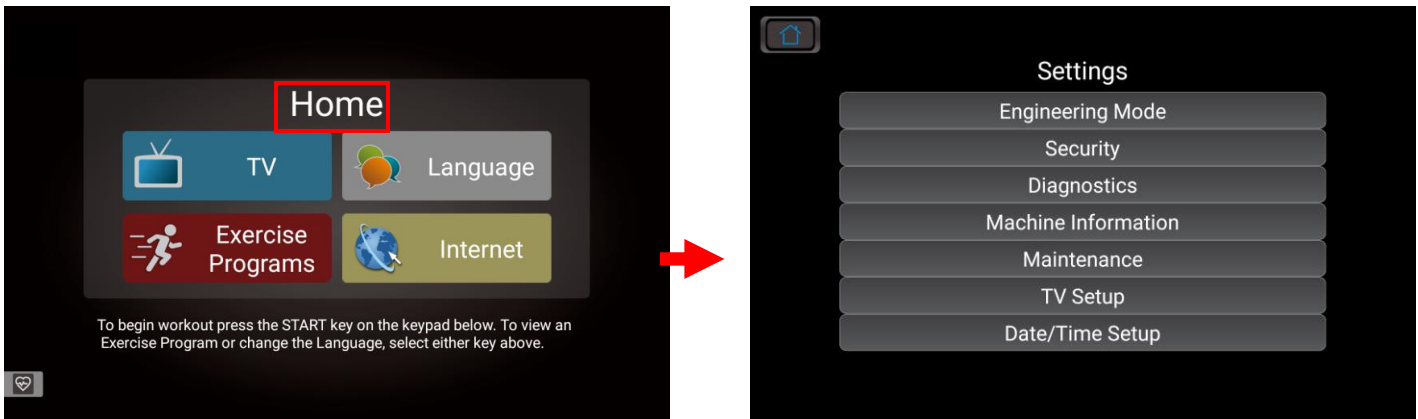 Home
TV
Language
Exercise
Programs
Internet
To begin workout press the START key on the keypad below. To view an
Exercise Program or change the Language, select either key above.
Settings
Engineering Mode
Security
Diagnostics
Machine Information
Maintenance
TV Setup
Date/Time Setup